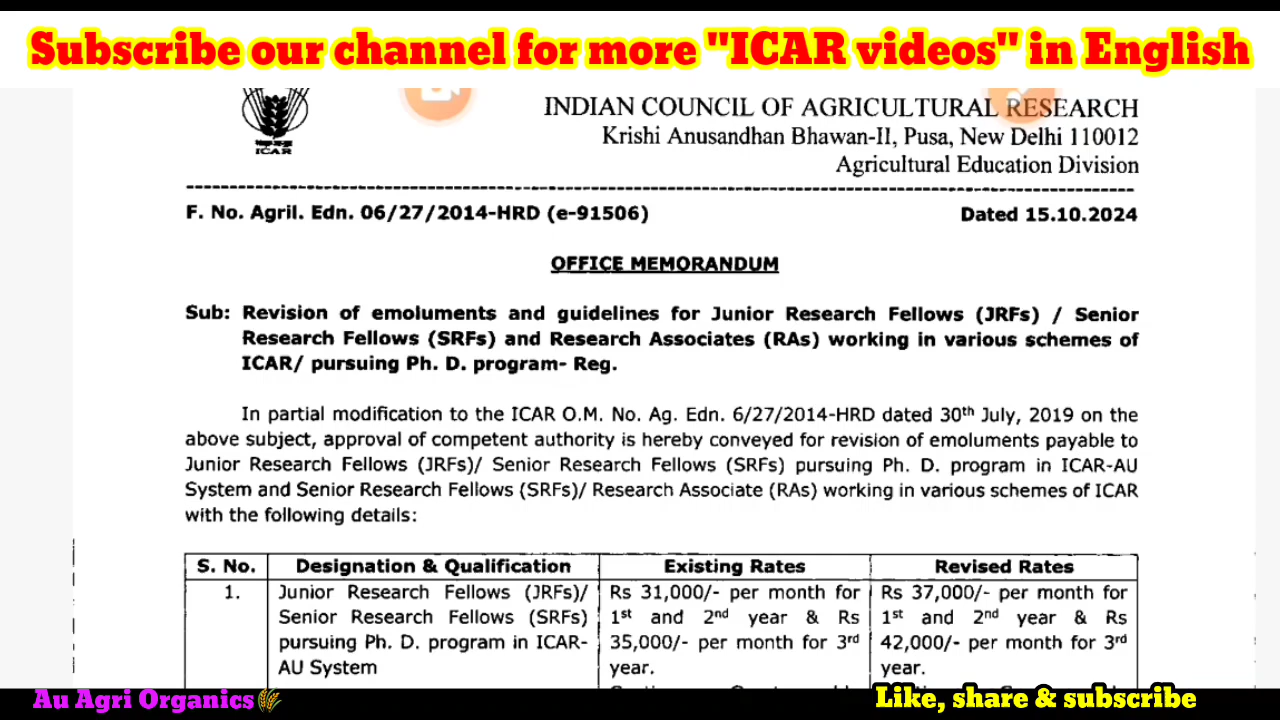 Subscribe our channel for more "ICAR videos" in English
INDIAN COUNCIL OF AGRICULTURAL RESEARCH
Krishi Anusandhan Bhawan-II, Pusa, New Delhi 110012
ICAR
Agricultural Education Division
F. No. Agril. Edn. 06/27/2014-HRD (e-91506) Dated 15.10.2024
OFFICE MEMORANDUM
Sub: Revision of emoluments and guidelines for Junior Research Fellows (JRFs) / Senior
Research Fellows (SRFs) and Research Associates (RAs) working in various schemes of
ICAR/ pursuing Ph. D. program- Reg.
In partial modification to the ICAR O.M. No. Ag. Edn. 6/27/2014-HRD dated 30th July, 2019 on the
above subject, approval of competent authority is hereby conveyed for revision of emoluments payable to
Junior Research Fellows (JRFs)/ Senior Research Fellows (SRFs) pursuing Ph. D. program in ICAR-AU
System and Senior Research Fellows (SRFs)/ Research Associate (RAs) working in various schemes of ICAR
with the following details:
S. No. Designation & Qualification Existing Rates Revised Rates
1. Junior Research Fellows (JRFs)/ Rs 31,000/- per month for Rs 37,000/- per month for
Senior Research Fellows (SRFs) 1st and 2nd year & Rs 1st and 2nd year & Rs
pursuing Ph. D. program in ICAR- 35,000/- per month for 3rd 42,000/- per month for 3rd
AU System year. year.
Au Agri Organics🌾 Like, share & subscribe